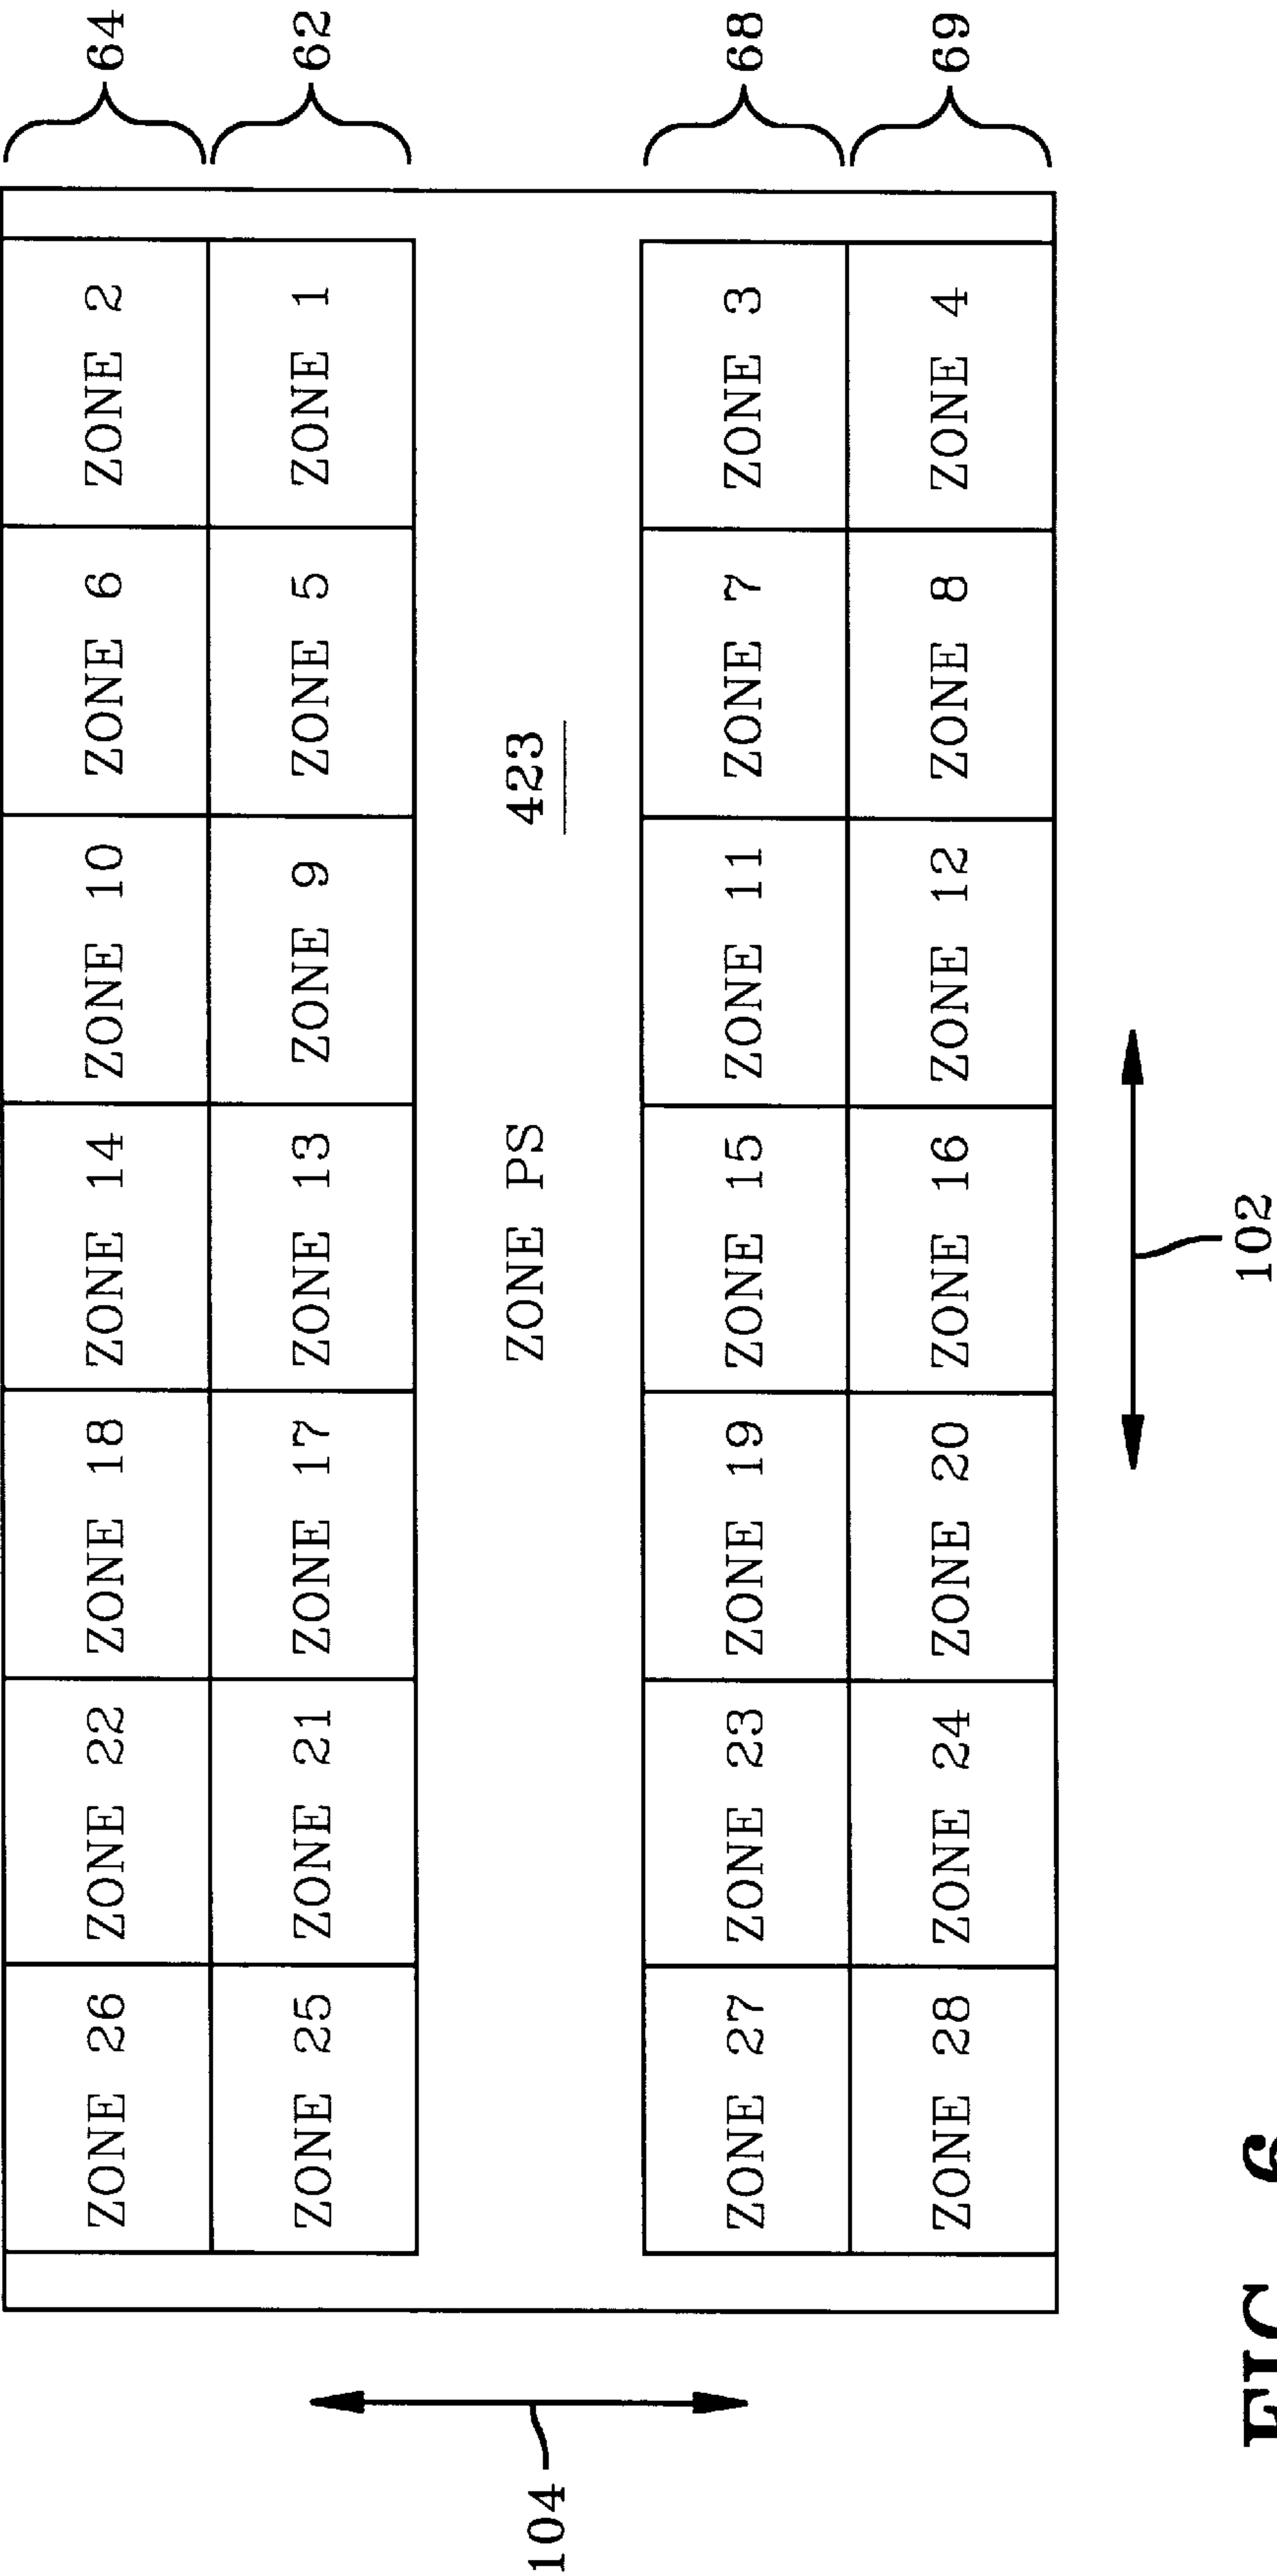 ZONE 26 ZONE 22 ZONE 18 ZONE 14 ZONE 10 ZONE 6 ZONE 2 64
ZONE 25 ZONE 21 ZONE 17 ZONE 13 ZONE 9 ZONE 5 ZONE 1 62
104 ZONE PS 423
ZONE 27 ZONE 23 ZONE 19 ZONE 15 ZONE 11 ZONE 7 ZONE 3 68
ZONE 28 ZONE 24 ZONE 20 ZONE 16 ZONE 12 ZONE 8 ZONE 4 69
102
FIG 6